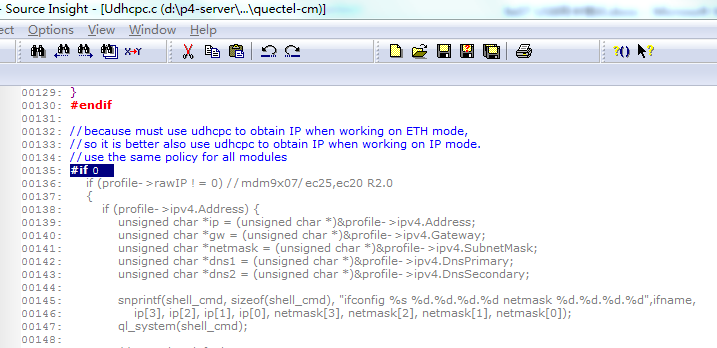 - Source Insight - [Udhcpc.c (d:\p4-server\...\quectel-cm)]
ect Options View Window Help
00129: }
00130: #endif
00131:
00132: //because must use udhcpc to obtain IP when working on ETH mode,
00133: //so it is better also use udhcpc to obtain IP when working on IP mode.
00134: //use the same policy for all modules
00135: #if 0
00136: if (profile->rawIP != 0) //mdm9x07/ec25,ec20 R2.0
00137: {
00138: if (profile->ipv4.Address) {
00139: unsigned char *ip = (unsigned char *)&profile->ipv4.Address;
00140: unsigned char *gw = (unsigned char *)&profile->ipv4.Gateway;
00141: unsigned char *netmask = (unsigned char *)&profile->ipv4.SubnetMask;
00142: unsigned char *dns1 = (unsigned char *)&profile->ipv4.DnsPrimary;
00143: unsigned char *dns2 = (unsigned char *)&profile->ipv4.DnsSecondary;
00144:
00145: snprintf(shell_cmd, sizeof(shell_cmd), "ifconfig %s %d.%d.%d.%d netmask %d.%d.%d.%d",ifname,
00146: ip[3], ip[2], ip[1], ip[0], netmask[3], netmask[2], netmask[1], netmask[0]);
00147: ql_system(shell_cmd);
00148: